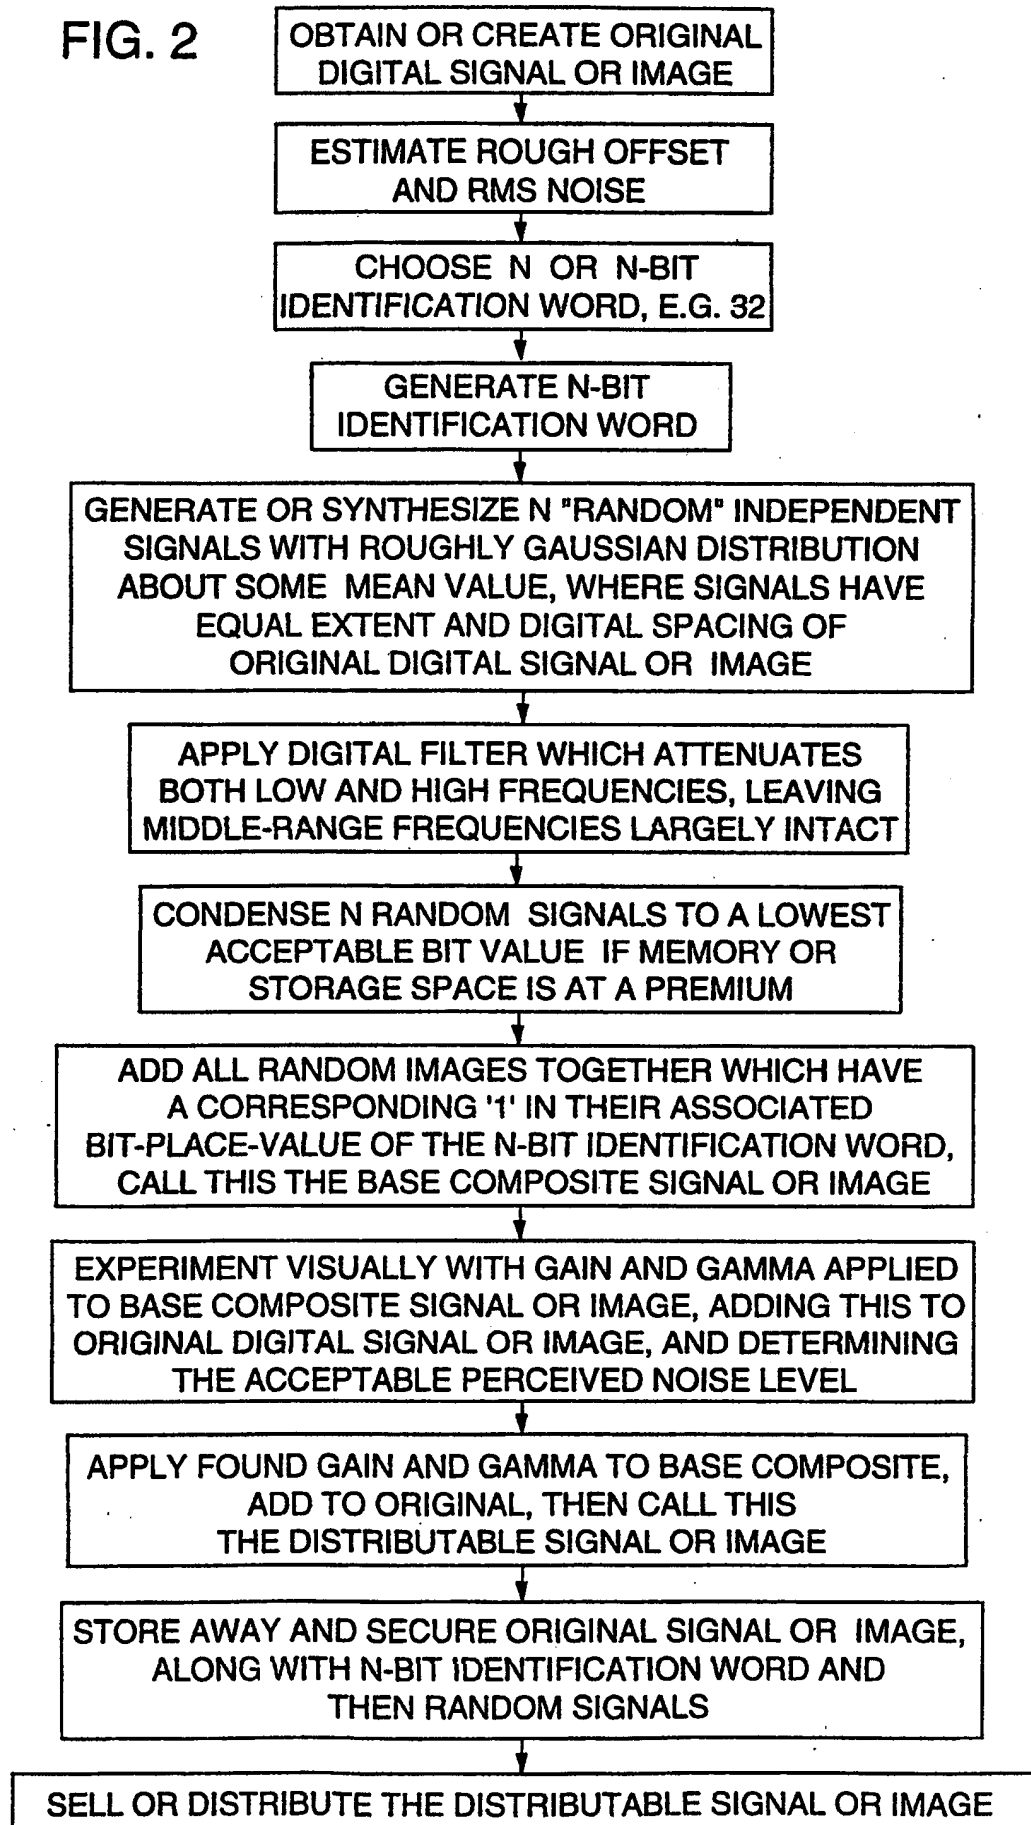 FIG. 2
OBTAIN OR CREATE ORIGINAL
DIGITAL SIGNAL OR IMAGE
ESTIMATE ROUGH OFFSET
AND RMS NOISE
CHOOSE N OR N-BIT
IDENTIFICATION WORD, E.G. 32
GENERATE N-BIT
IDENTIFICATION WORD
GENERATE OR SYNTHESIZE N "RANDOM" INDEPENDENT
SIGNALS WITH ROUGHLY GAUSSIAN DISTRIBUTION
ABOUT SOME MEAN VALUE, WHERE SIGNALS HAVE
EQUAL EXTENT AND DIGITAL SPACING OF
ORIGINAL DIGITAL SIGNAL OR IMAGE
APPLY DIGITAL FILTER WHICH ATTENUATES
BOTH LOW AND HIGH FREQUENCIES, LEAVING
MIDDLE-RANGE FREQUENCIES LARGELY INTACT
CONDENSE N RANDOM SIGNALS TO A LOWEST
ACCEPTABLE BIT VALUE IF MEMORY OR
STORAGE SPACE IS AT A PREMIUM
ADD ALL RANDOM IMAGES TOGETHER WHICH HAVE
A CORRESPONDING '1' IN THEIR ASSOCIATED
BIT-PLACE-VALUE OF THE N-BIT IDENTIFICATION WORD,
CALL THIS THE BASE COMPOSITE SIGNAL OR IMAGE
EXPERIMENT VISUALLY WITH GAIN AND GAMMA APPLIED
TO BASE COMPOSITE SIGNAL OR IMAGE, ADDING THIS TO
ORIGINAL DIGITAL SIGNAL OR IMAGE, AND DETERMINING
THE ACCEPTABLE PERCEIVED NOISE LEVEL
APPLY FOUND GAIN AND GAMMA TO BASE COMPOSITE,
ADD TO ORIGINAL, THEN CALL THIS
THE DISTRIBUTABLE SIGNAL OR IMAGE
STORE AWAY AND SECURE ORIGINAL SIGNAL OR IMAGE,
ALONG WITH N-BIT IDENTIFICATION WORD AND
THEN RANDOM SIGNALS
SELL OR DISTRIBUTE THE DISTRIBUTABLE SIGNAL OR IMAGE